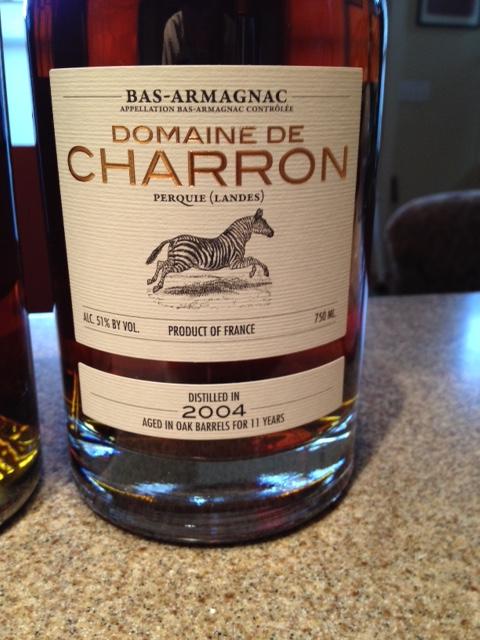 BAS-ARMAGNAC
APPELLATION BAS-ARMAGNAC CONTRÔLÉE
DOMAINE DE
CHARRON
PERQUIE (LANDES)
ALC. 51% BY VOL.
PRODUCT OF FRANCE
750 ML.
DISTILLED IN
2004
AGED IN OAK BARRELS FOR 11 YEARS